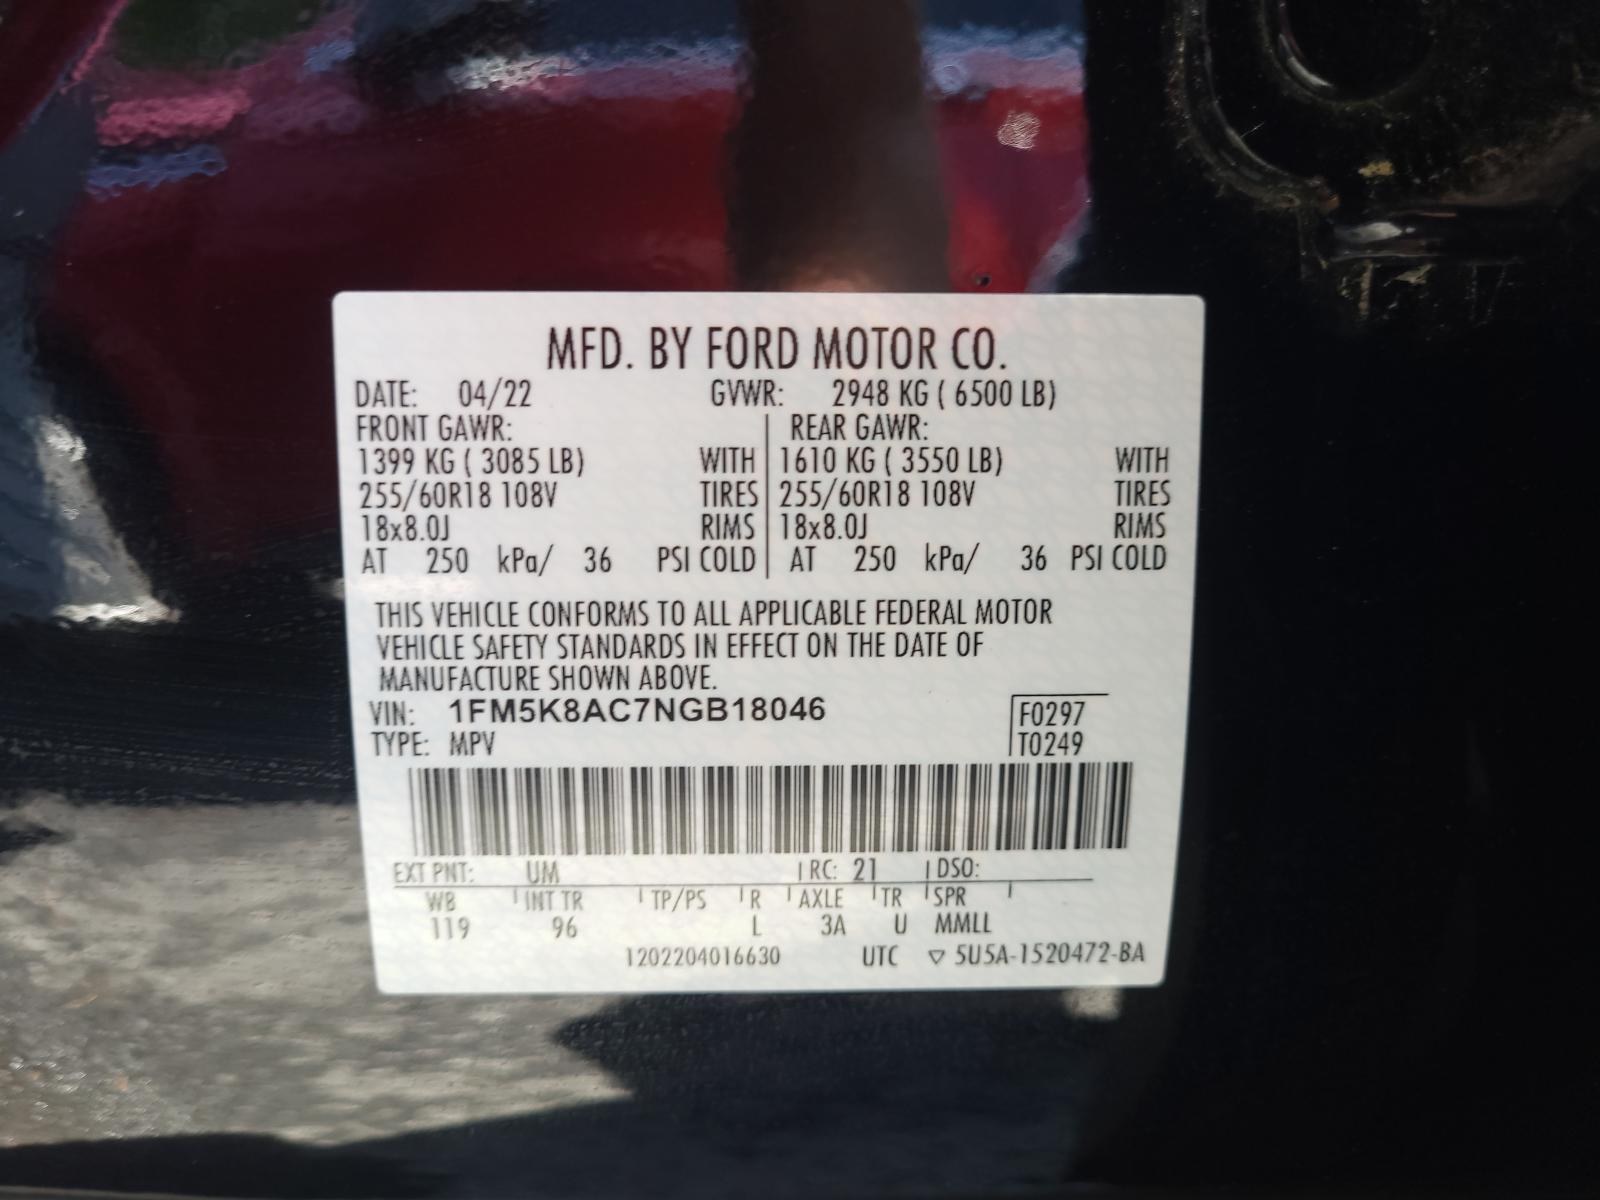 MFD. BY FORD MOTOR CO.
DATE: 04/22 GVWR: 2948 KG ( 6500 LB)
FRONT GAWR: REAR GAWR:
1399 KG ( 3085 LB) WITH 1610 KG ( 3550 LB) WITH
255/60R18 108V TIRES 255/60R18 108V TIRES
18x8.0J RIMS 18x8.0J RIMS
AT 250 kPa/ 36 PSI COLD AT 250 kPa/ 36 PSI COLD
THIS VEHICLE CONFORMS TO ALL APPLICABLE FEDERAL MOTOR
VEHICLE SAFETY STANDARDS IN EFFECT ON THE DATE OF
MANUFACTURE SHOWN ABOVE.
VIN: 1FM5K8AC7NGB18046 F0297
TYPE: MPV T0249
EXT PNT: UM RC: 21 DSO:
WB INT TR TP/PS R AXLE TR SPR
119 96 L 3A U MMLL
1202204016630 UTC ▽ 5U5A-1520472-BA